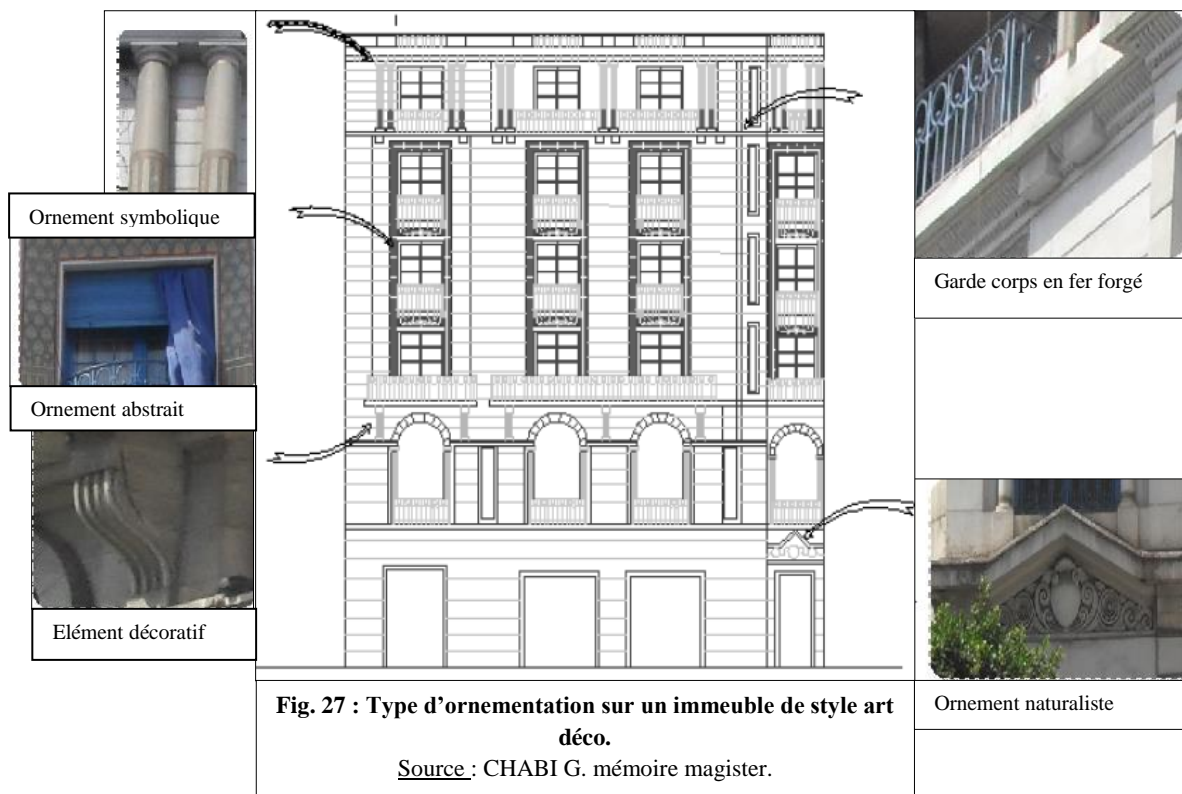 Ornement symbolique
Ornement abstrait
Elément décoratif
Garde corps en fer forgé
Ornement naturaliste
Fig. 27 : Type d’ornementation sur un immeuble de style art
déco.
Source : CHABI G. mémoire magister.